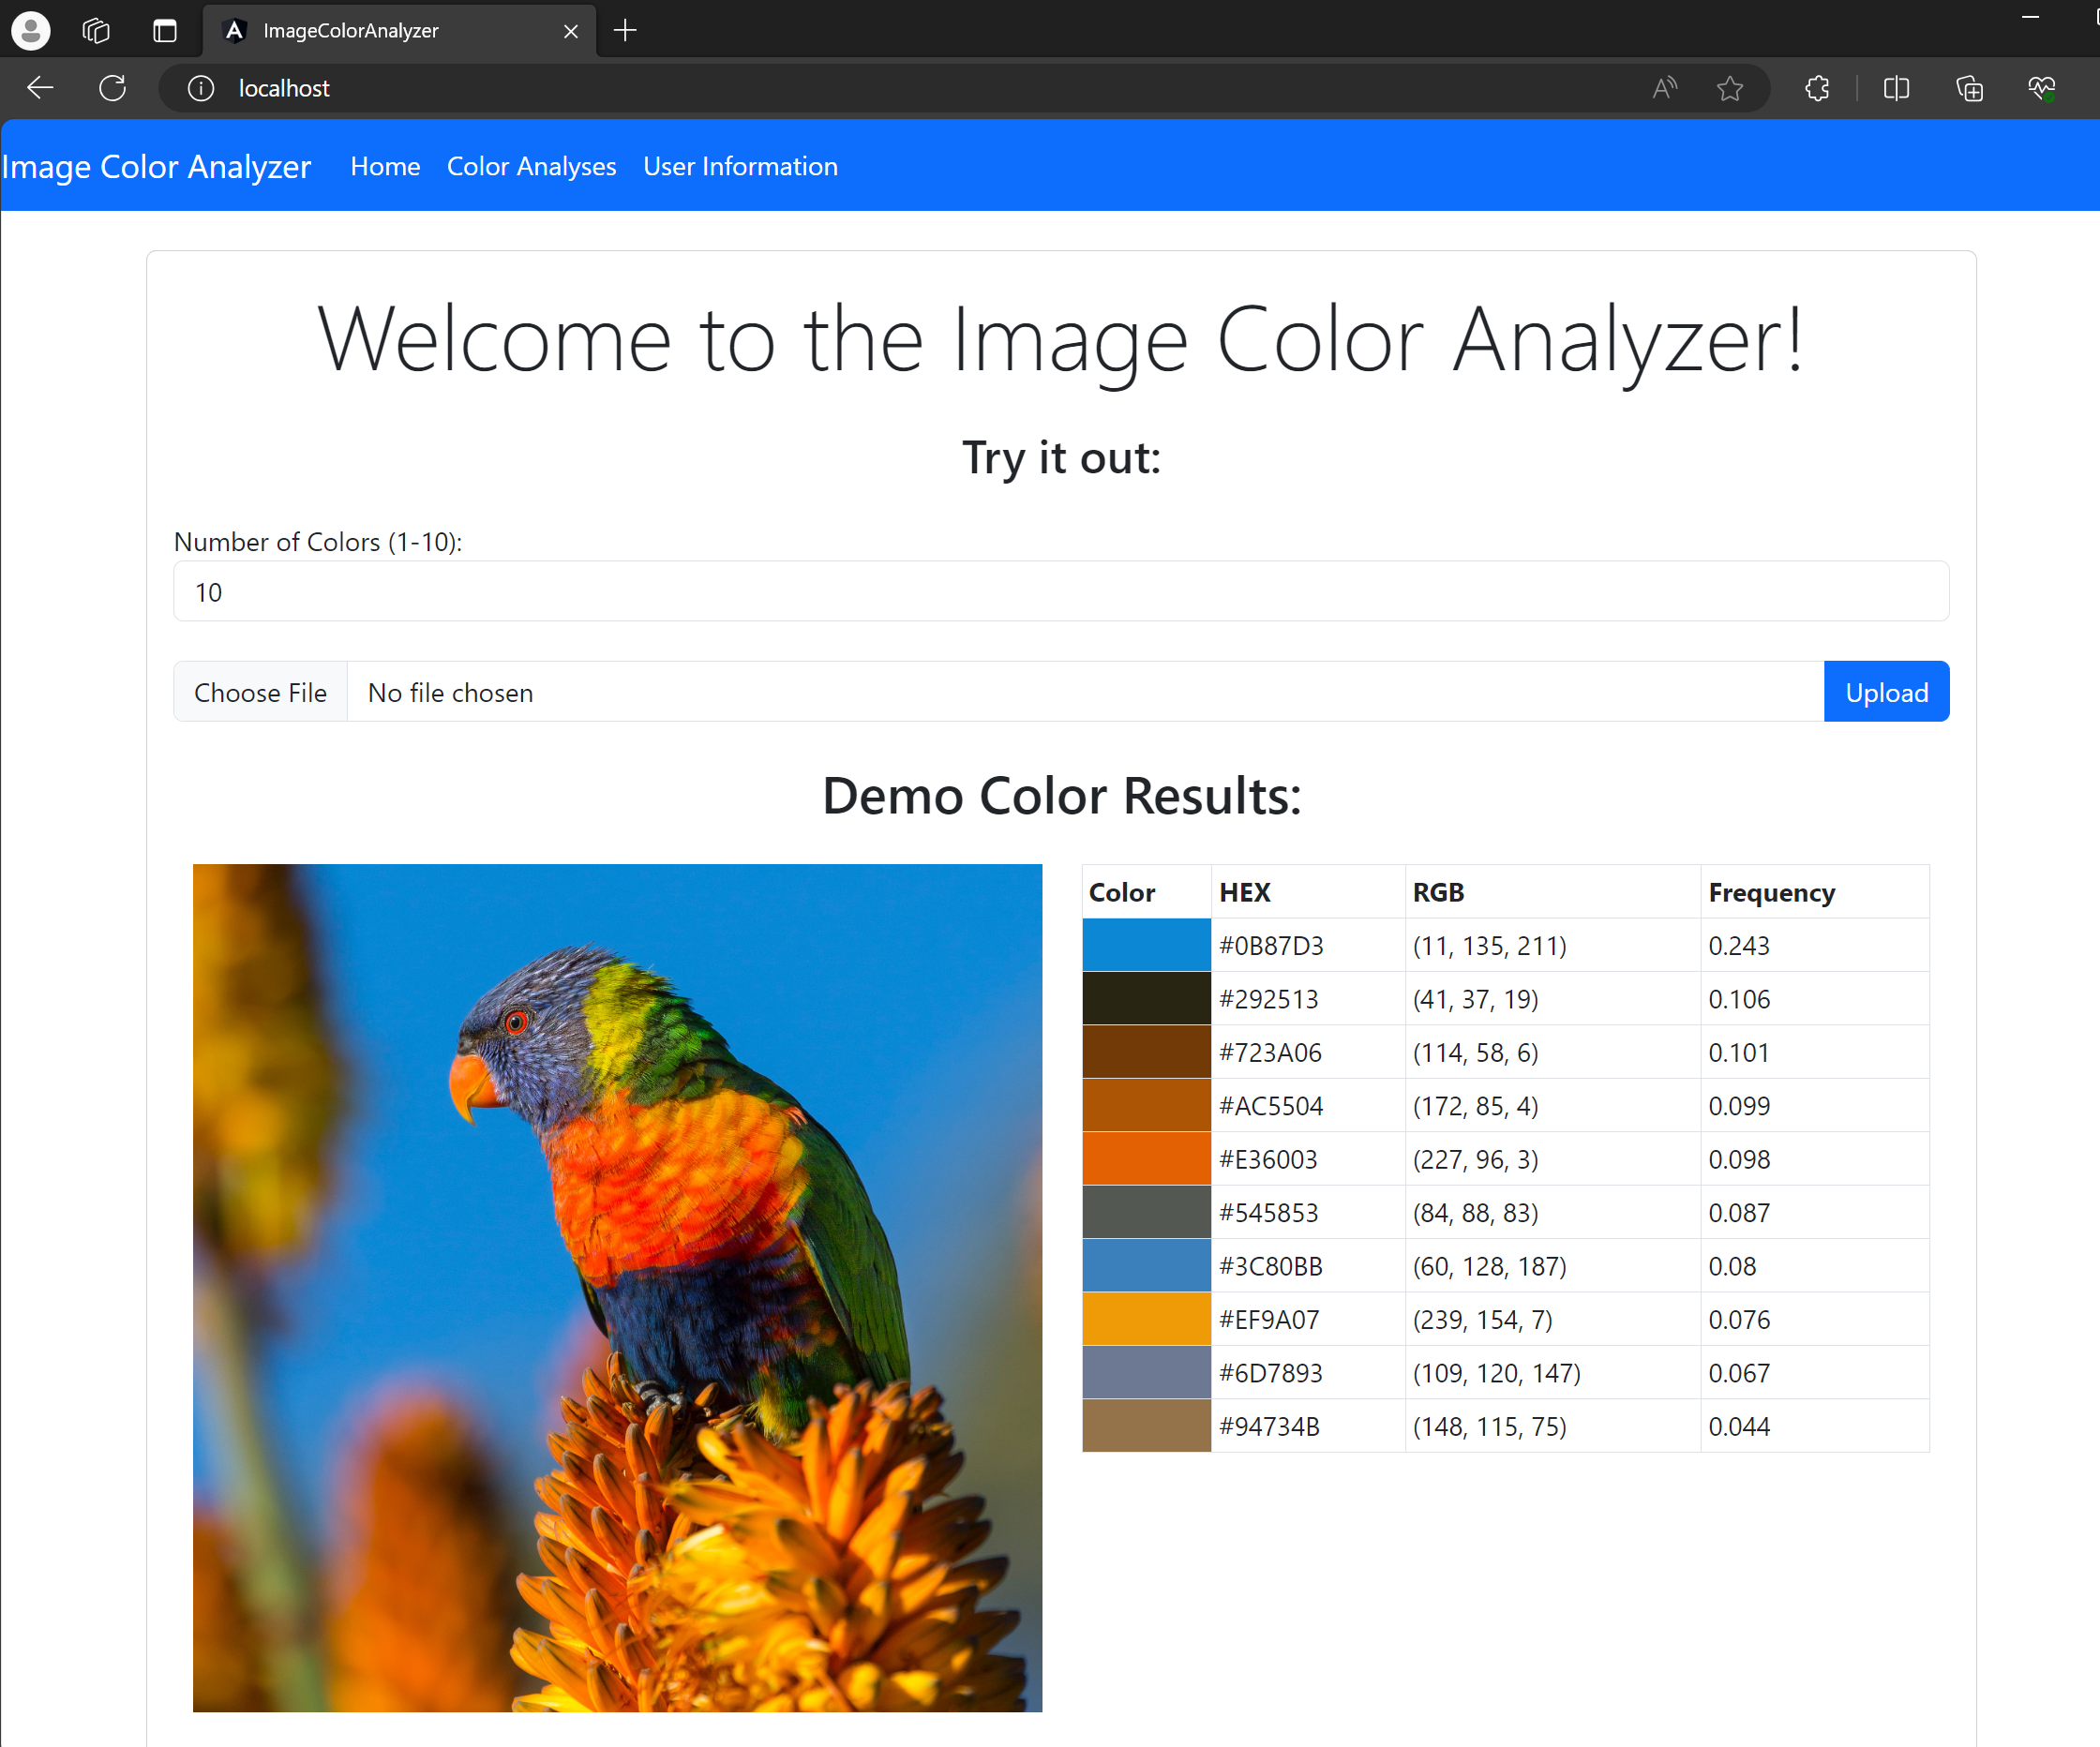 ImageColorAnalyzer
localhost
Image Color Analyzer Home Color Analyses User Information
Welcome to the Image Color Analyzer!
Try it out:
Number of Colors (1-10):
10
Choose File No file chosen Upload
Demo Color Results:
Color HEX RGB Frequency
#0B87D3 (11, 135, 211) 0.243
#292513 (41, 37, 19) 0.106
#723A06 (114, 58, 6) 0.101
#AC5504 (172, 85, 4) 0.099
#E36003 (227, 96, 3) 0.098
#545853 (84, 88, 83) 0.087
#3C80BB (60, 128, 187) 0.08
#EF9A07 (239, 154, 7) 0.076
#6D7893 (109, 120, 147) 0.067
#94734B (148, 115, 75) 0.044